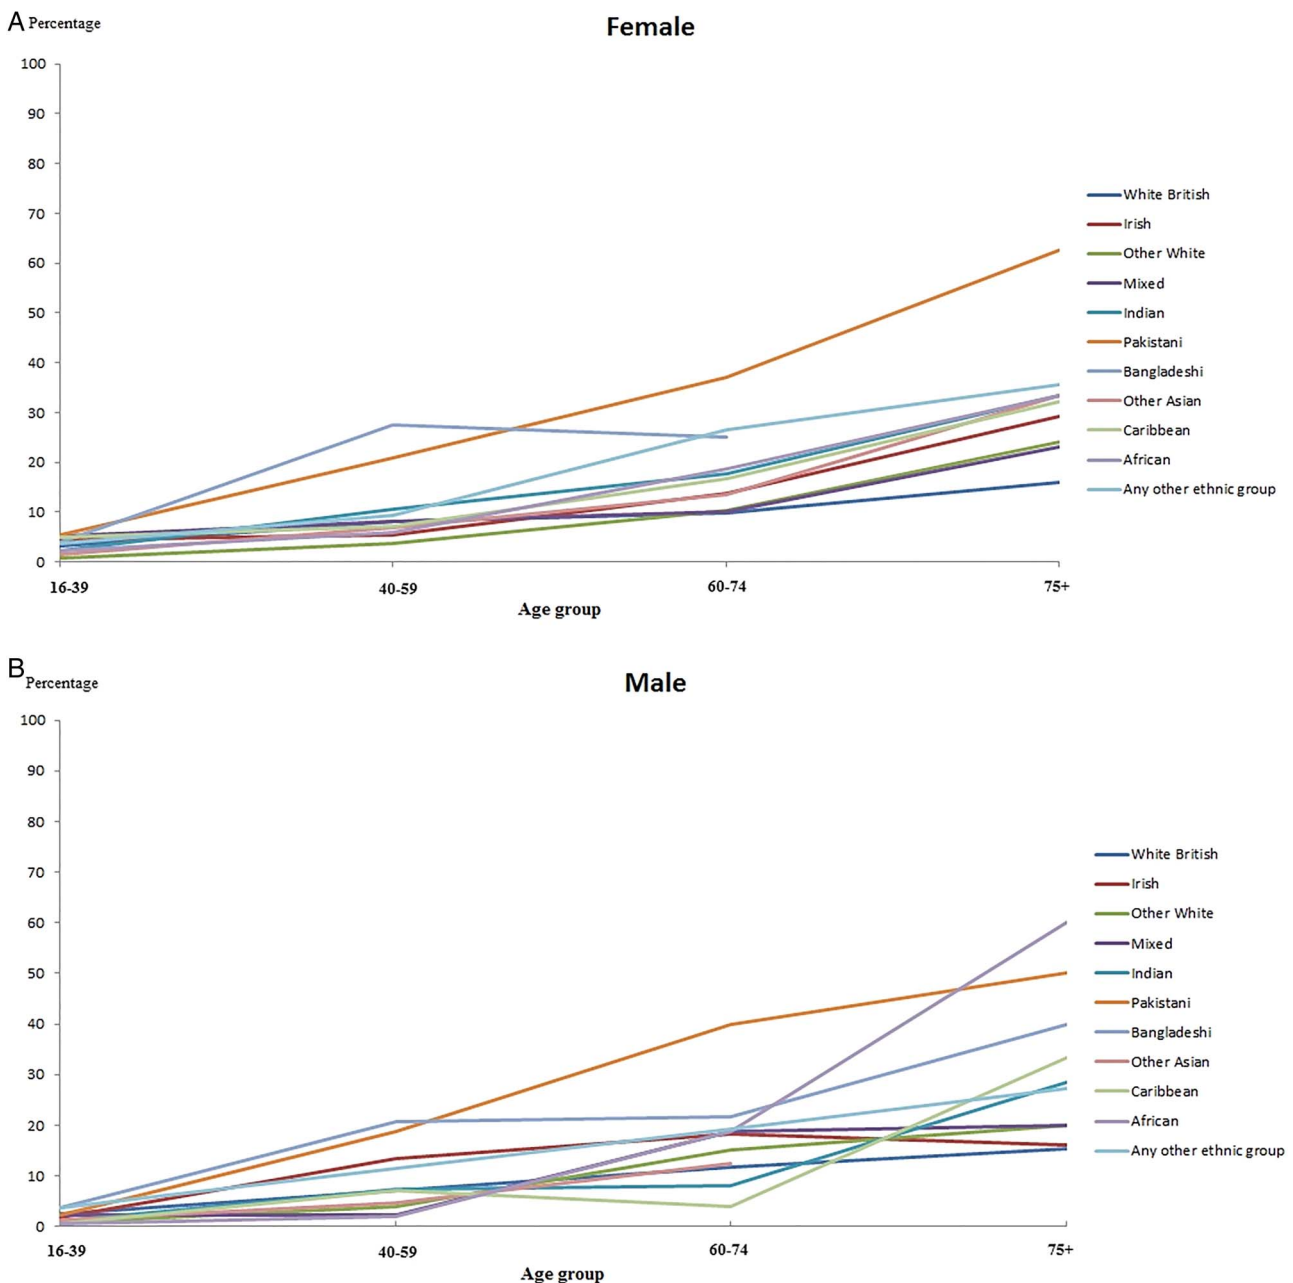 A Percentage
Female
100
90
80
70
60
50
40
30
20
10
0
16-39
40-59
60-74
75+
Age group
White British
Irish
Other White
Mixed
Indian
Pakistani
Bangladeshi
Other Asian
Caribbean
African
Any other ethnic group
B Percentage
Male
100
90
80
70
60
50
40
30
20
10
0
16-39
40-59
60-74
75+
Age group
White British
Irish
Other White
Mixed
Indian
Pakistani
Bangladeshi
Other Asian
Caribbean
African
Any other ethnic group